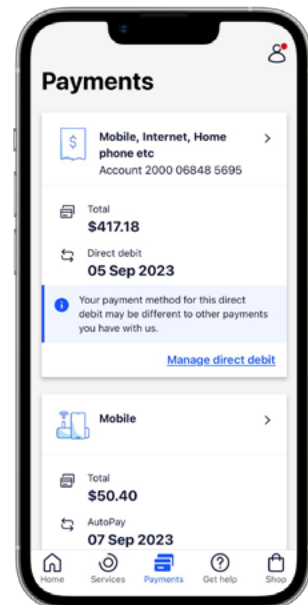 Payments
$
Mobile, Internet, Home
phone etc
Account 2000 06848 5695
Total
$417.18
Direct debit
05 Sep 2023
Your payment method for this direct
debit may be different to other payments
you have with us.
Manage direct debit
Mobile
Total
$50.40
AutoPay
07 Sep 2023
Home Services Payments Get help Shop